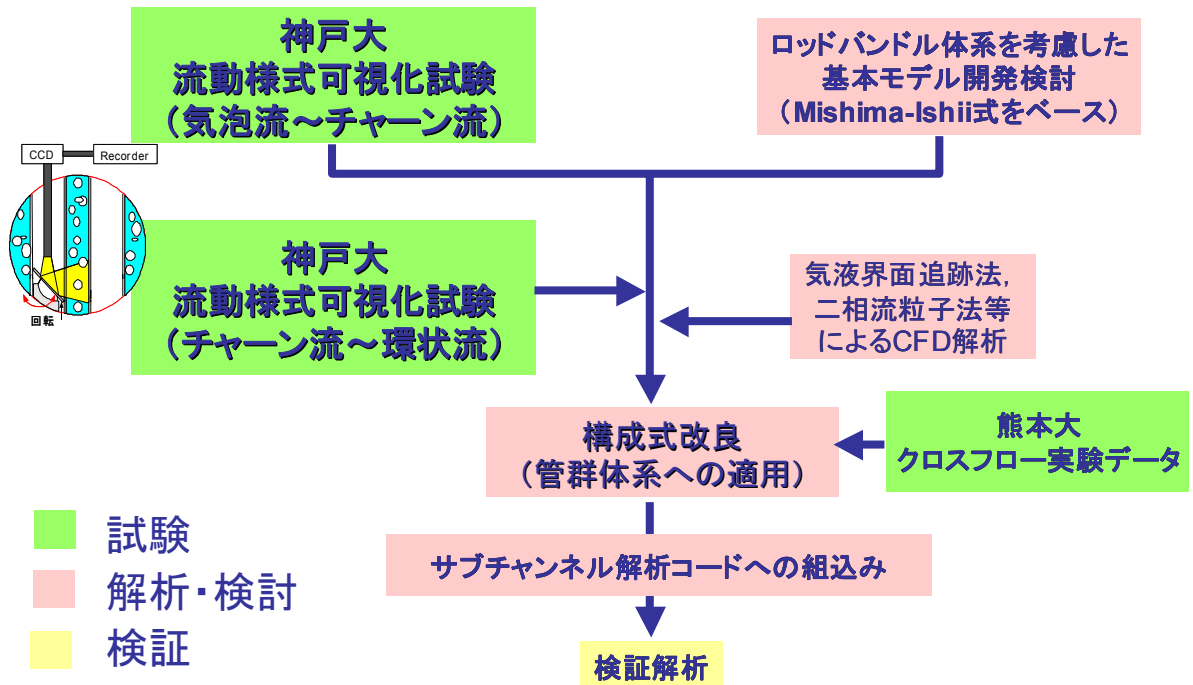 神戸大
流動様式可視化試験
（気泡流～チャーン流）
ロッドバンドル体系を考慮した
基本モデル開発検討
（Mishima-Ishii式をベース）
CCD
Recorder
回転
神戸大
流動様式可視化試験
（チャーン流～環状流）
気液界面追跡法,
二相流粒子法等
によるCFD解析
構成式改良
（管群体系への適用）
熊本大
クロスフロー実験データ
サブチャンネル解析コードへの組込み
検証解析
試験
解析・検討
検証